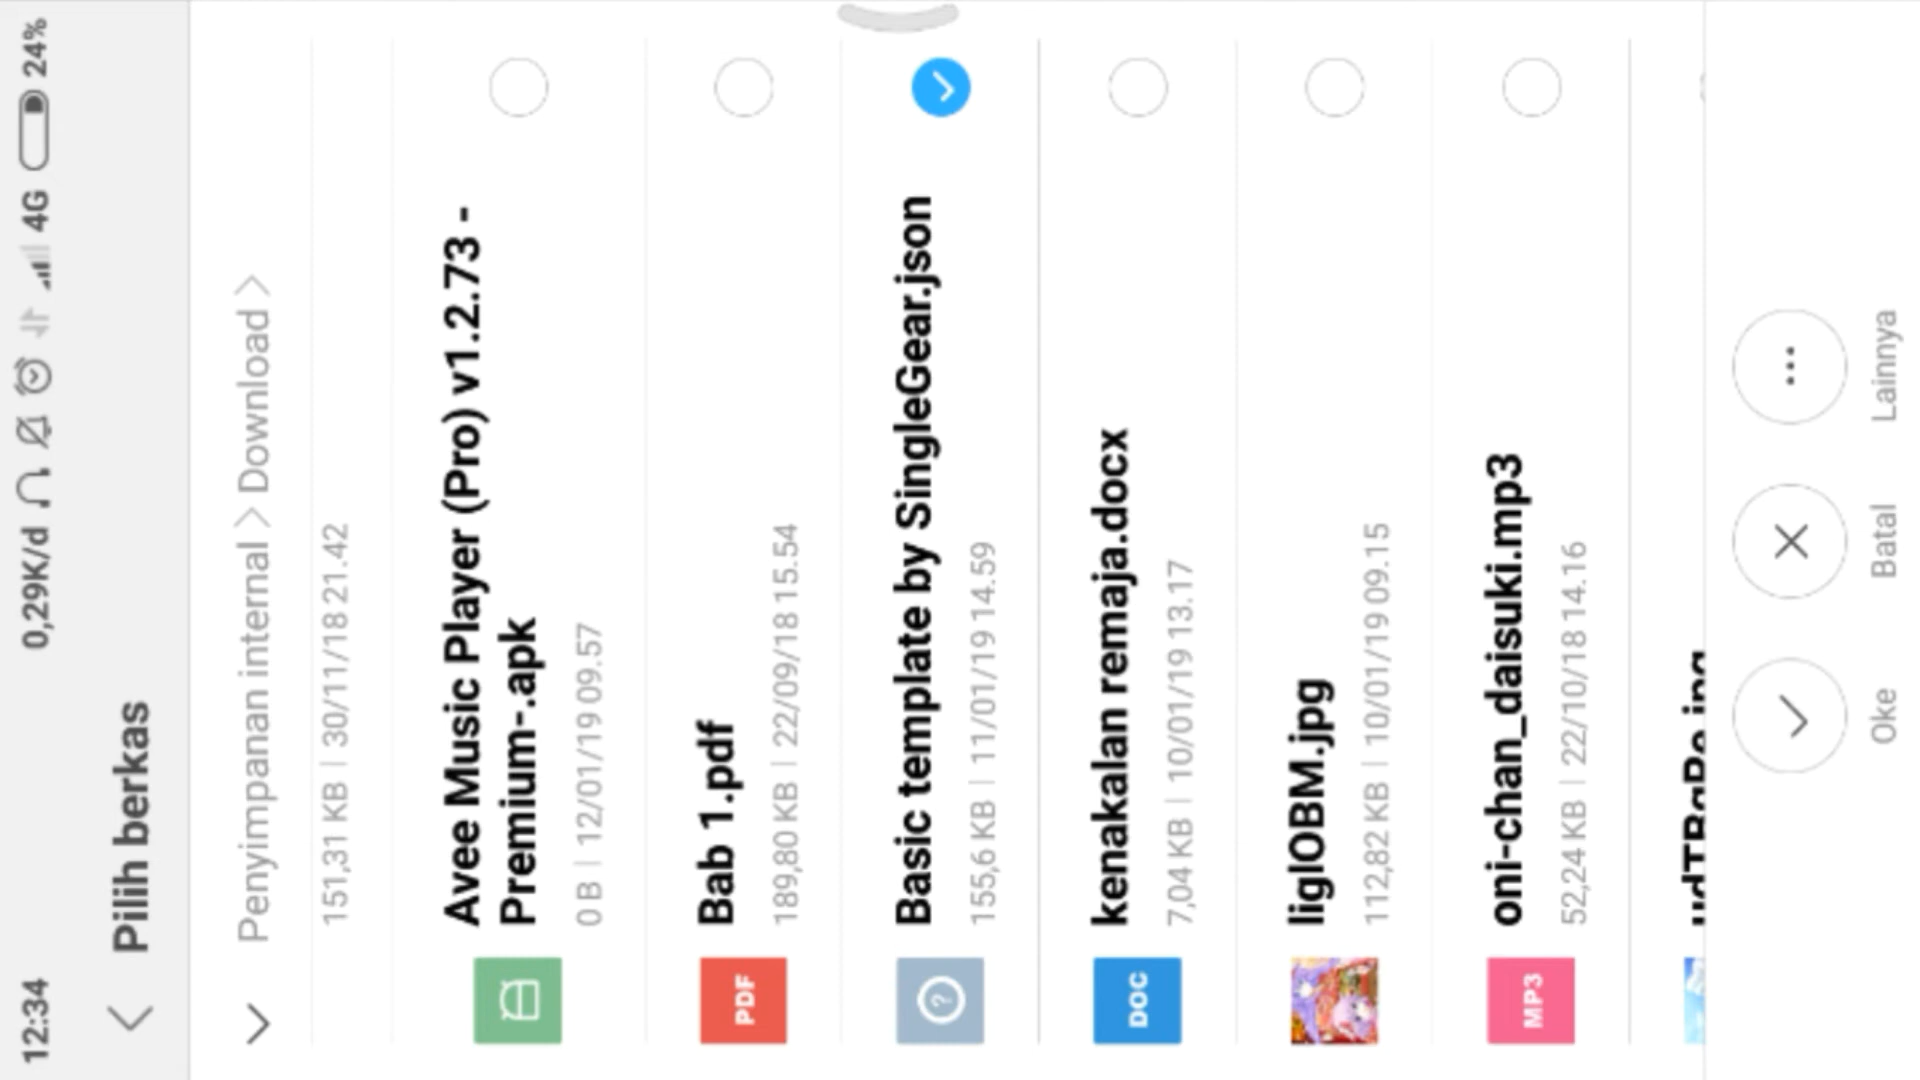 12:34
0,29K/d 4G 24%
Pilih berkas
Penyimpanan internal > Download >
151,31 KB | 30/11/18 21.42
Avee Music Player (Pro) v1.2.73 -
Premium-.apk
0 B | 12/01/19 09.57
PDF
Bab 1.pdf
189,80 KB | 22/09/18 15.54
Basic template by SingleGear.json
155,6 KB | 11/01/19 14.59
DOC
kenakalan remaja.docx
7,04 KB | 10/01/19 13.17
ligIOBM.jpg
112,82 KB | 10/01/19 09.15
MP3
oni-chan_daisuki.mp3
52,24 KB | 22/10/18 14.16
Oke
Batal
Lainnya